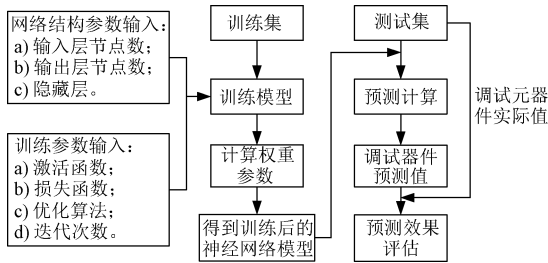 网络结构参数输入：
a) 输入层节点数；
b) 输出层节点数；
c) 隐藏层。
训练参数输入：
a) 激活函数；
b) 损失函数；
c) 优化算法；
d) 迭代次数。
训练集
训练模型
计算权重
参数
得到训练后的
神经网络模型
测试集
预测计算
调试器件
预测值
预测效果
评估
调试元器
件实际值